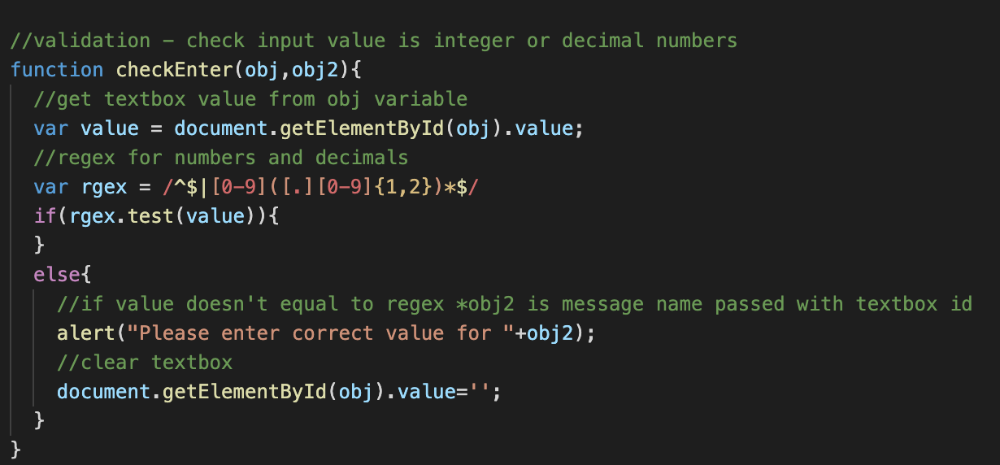 //validation – check input value is integer or decimal numbers
function checkEnter(obj,obj2){
//get textbox value from obj variable
var value = document.getElementById(obj).value;
//regex for numbers and decimals
var rgex = /^$|[0-9]([.][0-9]{1,2})*$/
if(rgex.test(value)){
}
else{
//if value doesn't equal to regex *obj2 is message name passed with textbox id
alert("Please enter correct value for "+obj2);
//clear textbox
document.getElementById(obj).value='';
}
}